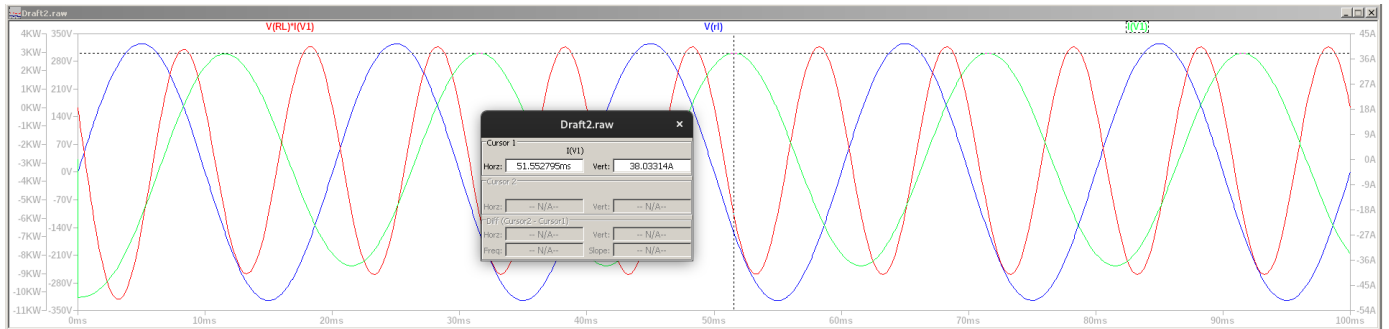 Draft2.raw
V(RL)*I(V1)
V(rl)
I(V1)
4KW
3KW
2KW
1KW
0KW
-1KW
-2KW
-3KW
-4KW
-5KW
-6KW
-7KW
-8KW
-9KW
-10KW
-11KW
350V
280V
210V
140V
70V
0V
-70V
-140V
-210V
-280V
-350V
45A
36A
27A
18A
9A
0A
-9A
-18A
-27A
-36A
-45A
-54A
Draft2.raw ×
Cursor 1
I(V1)
Horz: 51.552795ms Vert: 38.03314A
Cursor 2
Horz: -- N/A-- Vert: -- N/A--
Diff (Cursor2 - Cursor1)
Horz: -- N/A-- Vert: -- N/A--
Freq: -- N/A-- Slope: -- N/A--
0ms 10ms 20ms 30ms 40ms 50ms 60ms 70ms 80ms 90ms 100ms